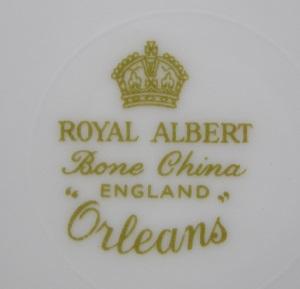 ROYAL ALBERT
Bone China
ENGLAND
"Orleans"